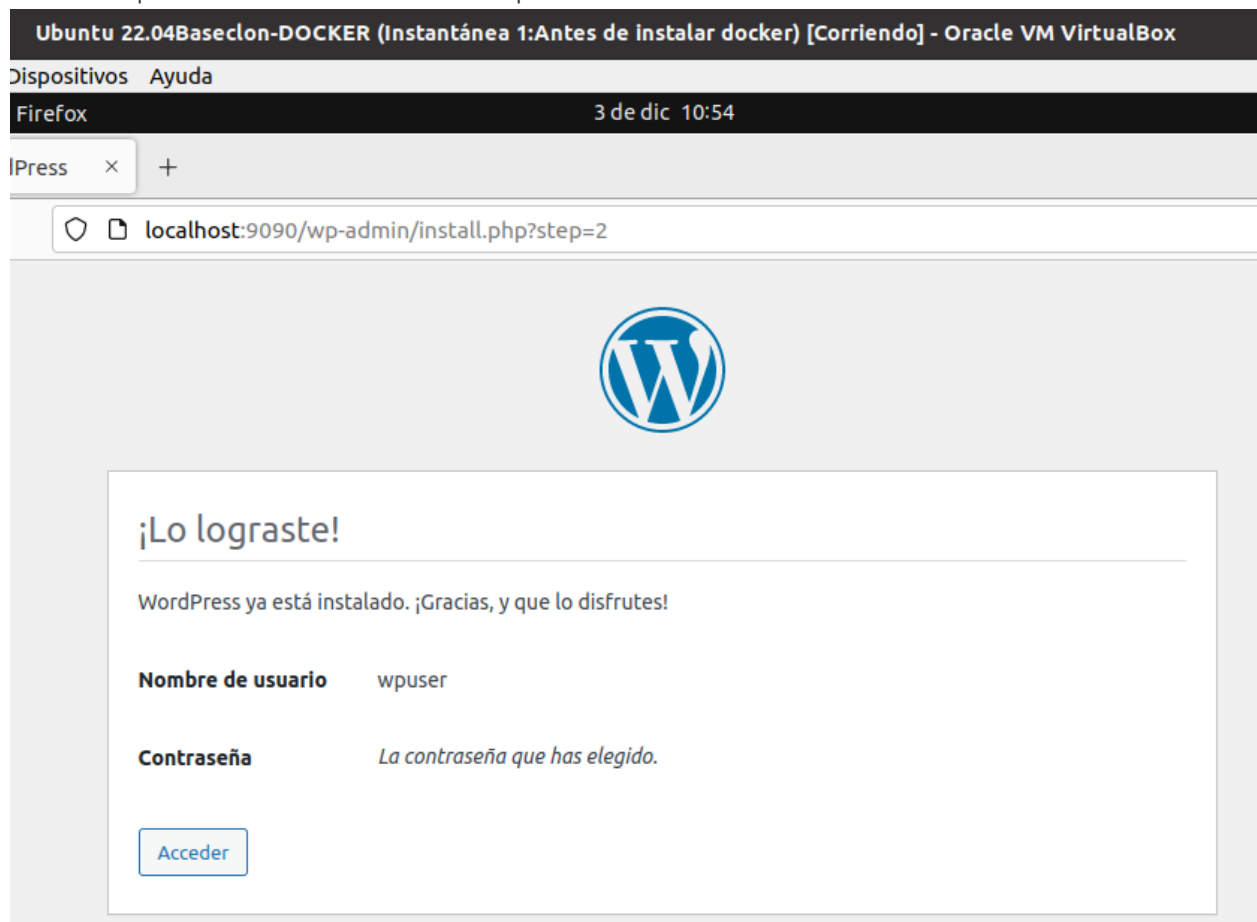 Ubuntu 22.04Baseclon-DOCKER (Instantánea 1:Antes de instalar docker) [Corriendo] - Oracle VM VirtualBox
Dispositivos Ayuda
Firefox 3 de dic 10:54
lPress × +
localhost:9090/wp-admin/install.php?step=2
¡Lo lograste!
WordPress ya está instalado. ¡Gracias, y que lo disfrutes!
Nombre de usuario wpuser
Contraseña La contraseña que has elegido.
Acceder